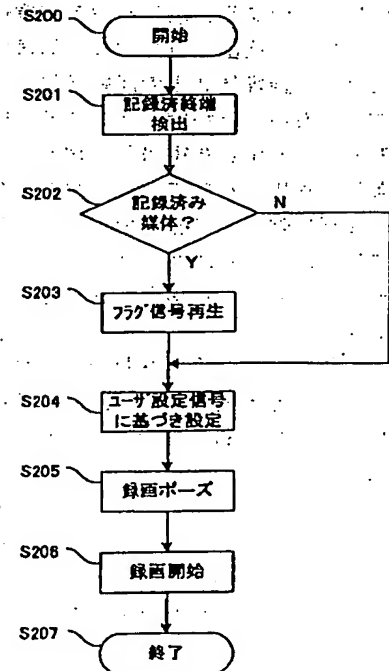 S200
開始
S201
記録済終端
検出
S202
記録済み
媒体？
N
Y
S203
フラグ信号再生
S204
ユーザ設定信号
に基づき設定
S205
録画ポーズ
S206
録画開始
S207
終了